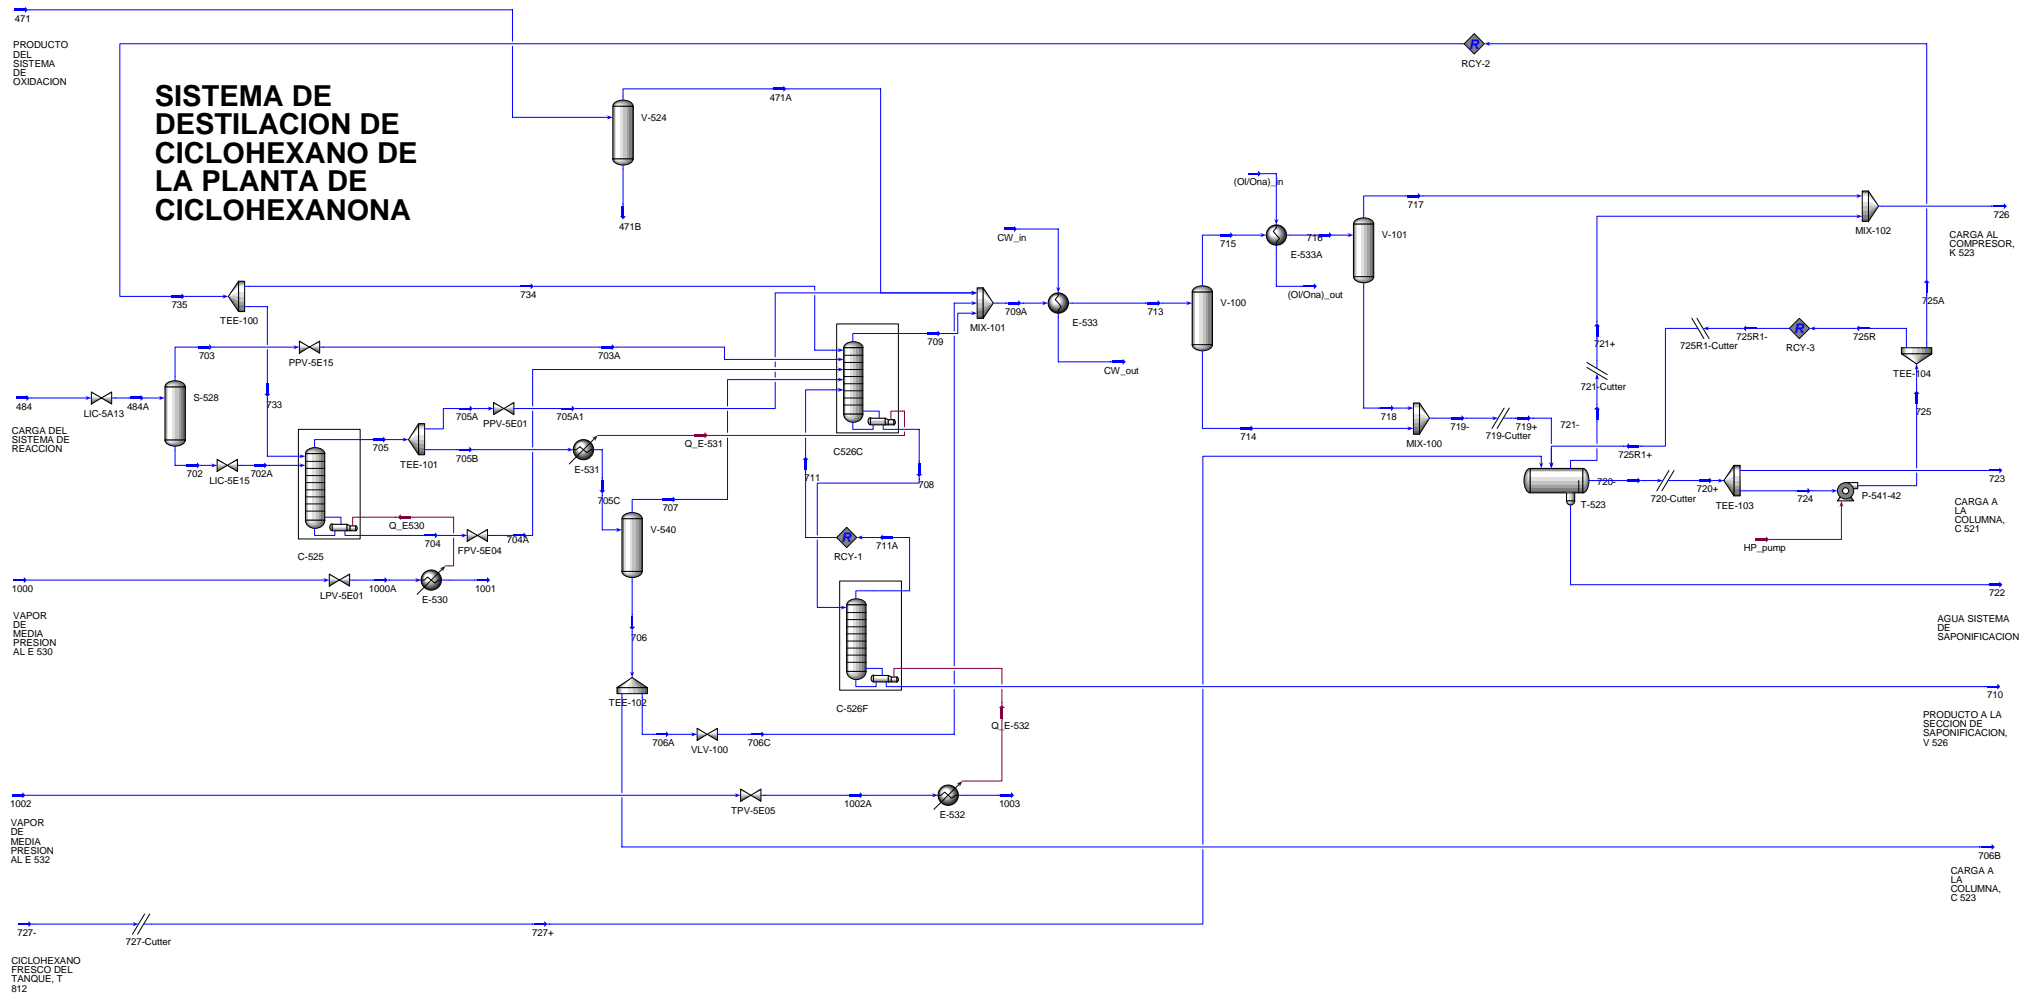 471
PRODUCTO
DEL
SISTEMA
DE
OXIDACION
RCY-2
SISTEMA DE
DESTILACION DE
CICLOHEXANO DE
LA PLANTA DE
CICLOHEXANONA
471A
V-524
471B
(Ol/Ona)_in
717
CW_in
715
716
E-533A
V-101
MIX-102
726
CARGA AL
COMPRESOR,
K 523
735
TEE-100
734
MIX-101
709A
E-533
713
V-100
(Ol/Ona)_out
725A
703
PPV-5E15
703A
709
CW_out
721+
725R1-Cutter
725R1-
RCY-3
725R
TEE-104
484
LIC-5A13
484A
S-528
733
721-Cutter
CARGA DEL
SISTEMA DE
REACCION
705A
PPV-5E01
705A1
718
725
705
TEE-101
705B
E-531
Q_E-531
C526C
714
MIX-100
719-
719-Cutter
719+
721-
725R1+
702
LIC-5E15
702A
711
708
705C
707
720-
720-Cutter
720+
TEE-103
724
P-541-42
723
CARGA A
LA
COLUMNA,
C 521
T-523
Q_E530
V-540
C-525
704
FPV-5E04
704A
RCY-1
711A
HP_pump
1000
LPV-5E01
1000A
E-530
1001
722
VAPOR
DE
MEDIA
PRESION
AL E 530
AGUA SISTEMA
DE
SAPONIFICACION
706
TEE-102
C-526F
710
PRODUCTO A LA
SECCION DE
SAPONIFICACION,
V 526
Q_E-532
706A
VLV-100
706C
1002
TPV-5E05
1002A
E-532
1003
VAPOR
DE
MEDIA
PRESION
AL E 532
706B
CARGA A
LA
COLUMNA,
C 523
727-
727-Cutter
727+
CICLOHEXANO
FRESCO DEL
TANQUE, T
812